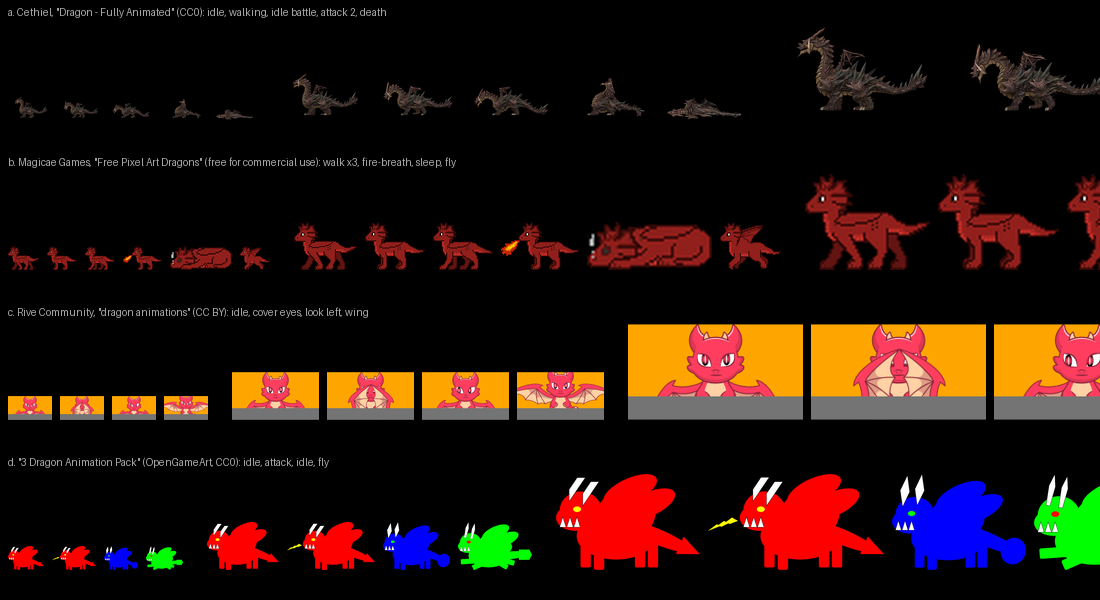 a. Cethiel, "Dragon - Fully Animated" (CC0): idle, walking, idle battle, attack 2, death
b. Magicae Games, "Free Pixel Art Dragons" (free for commercial use): walk x3, fire-breath, sleep, fly
c. Rive Community, "dragon animations" (CC BY): idle, cover eyes, look left, wing
d. "3 Dragon Animation Pack" (OpenGameArt, CC0): idle, attack, idle, fly